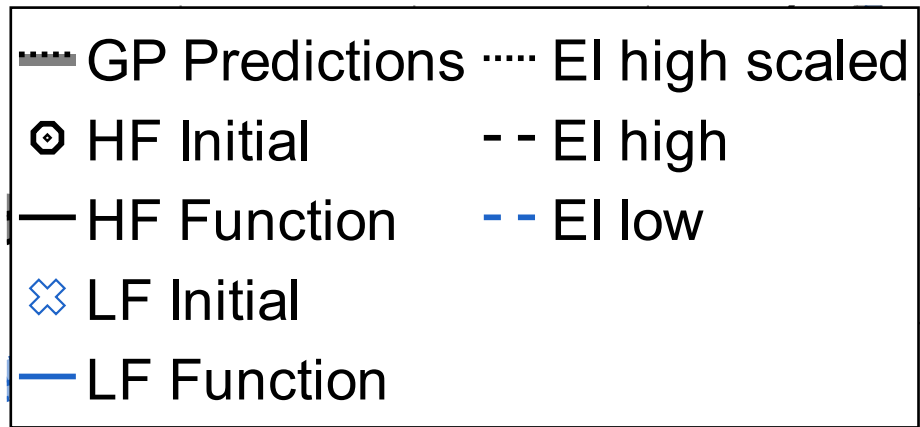 GP Predictions
HF Initial
HF Function
LF Initial
LF Function
EI high scaled
EI high
EI low